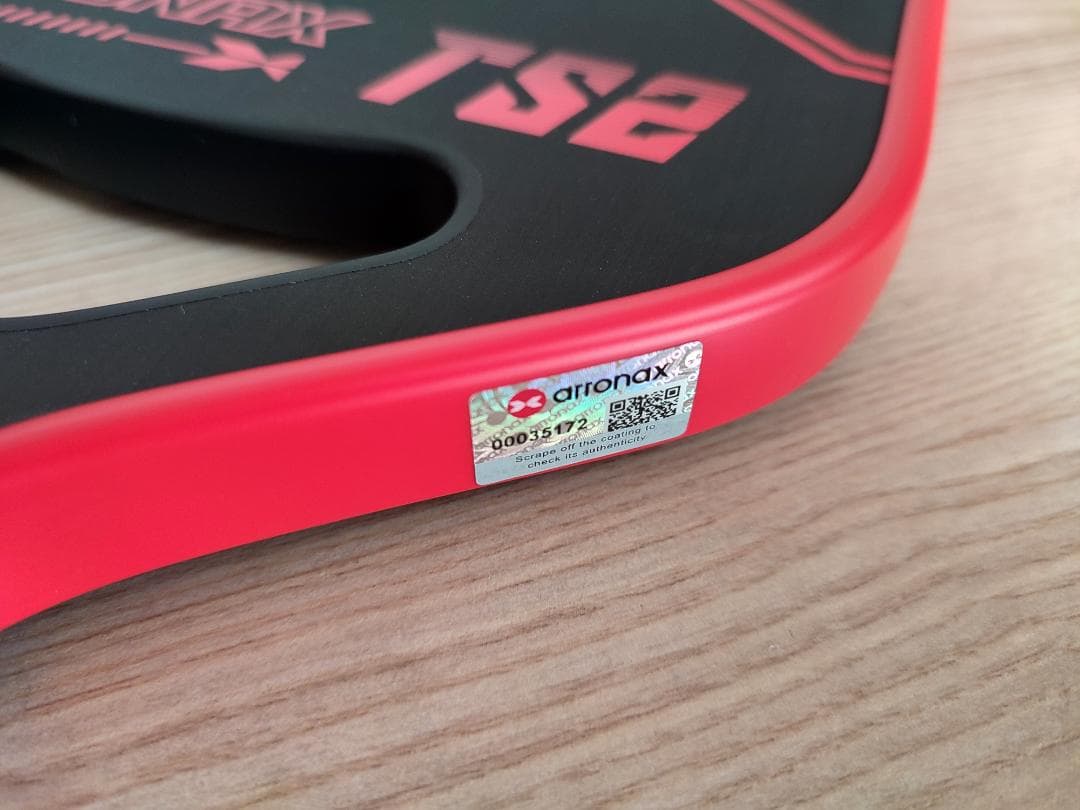 TS2
arronax
00035172
Scrape off the coating to
check its authenticity